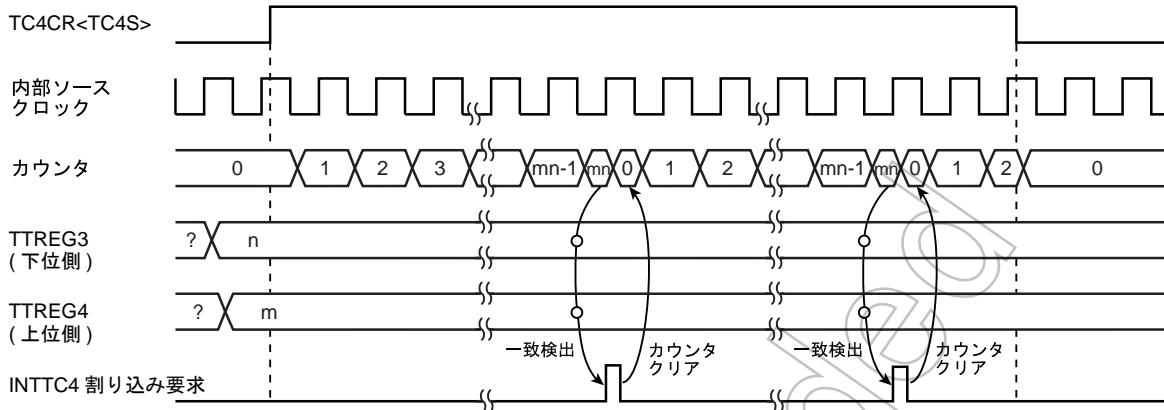 TC4CR<TC4S>
内部ソース
クロック
カウンタ
0 1 2 3 mn-1 mn 0 1 2 mn-1 mn 0 1 2 0
TTREG3
(下位側)
? n
TTREG4
(上位側)
? m
一致検出 カウンタ
クリア
一致検出 カウンタ
クリア
INTTC4 割り込み要求
ded